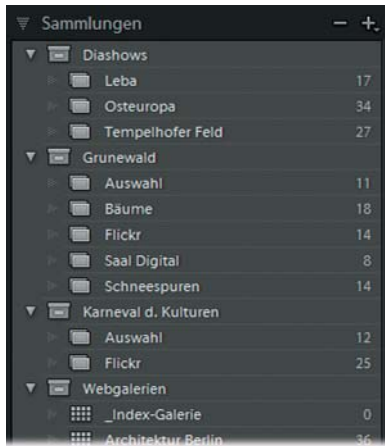 Sammlungen
Diashows
Leba 17
Osteuropa 34
Tempelhofer Feld 27
Grunewald
Auswahl 11
Bäume 18
Flickr 14
Saal Digital 8
Schneespuren 14
Karneval d. Kulturen
Auswahl 12
Flickr 25
Webgalerien
_Index-Galerie 0
Architektur Berlin 36